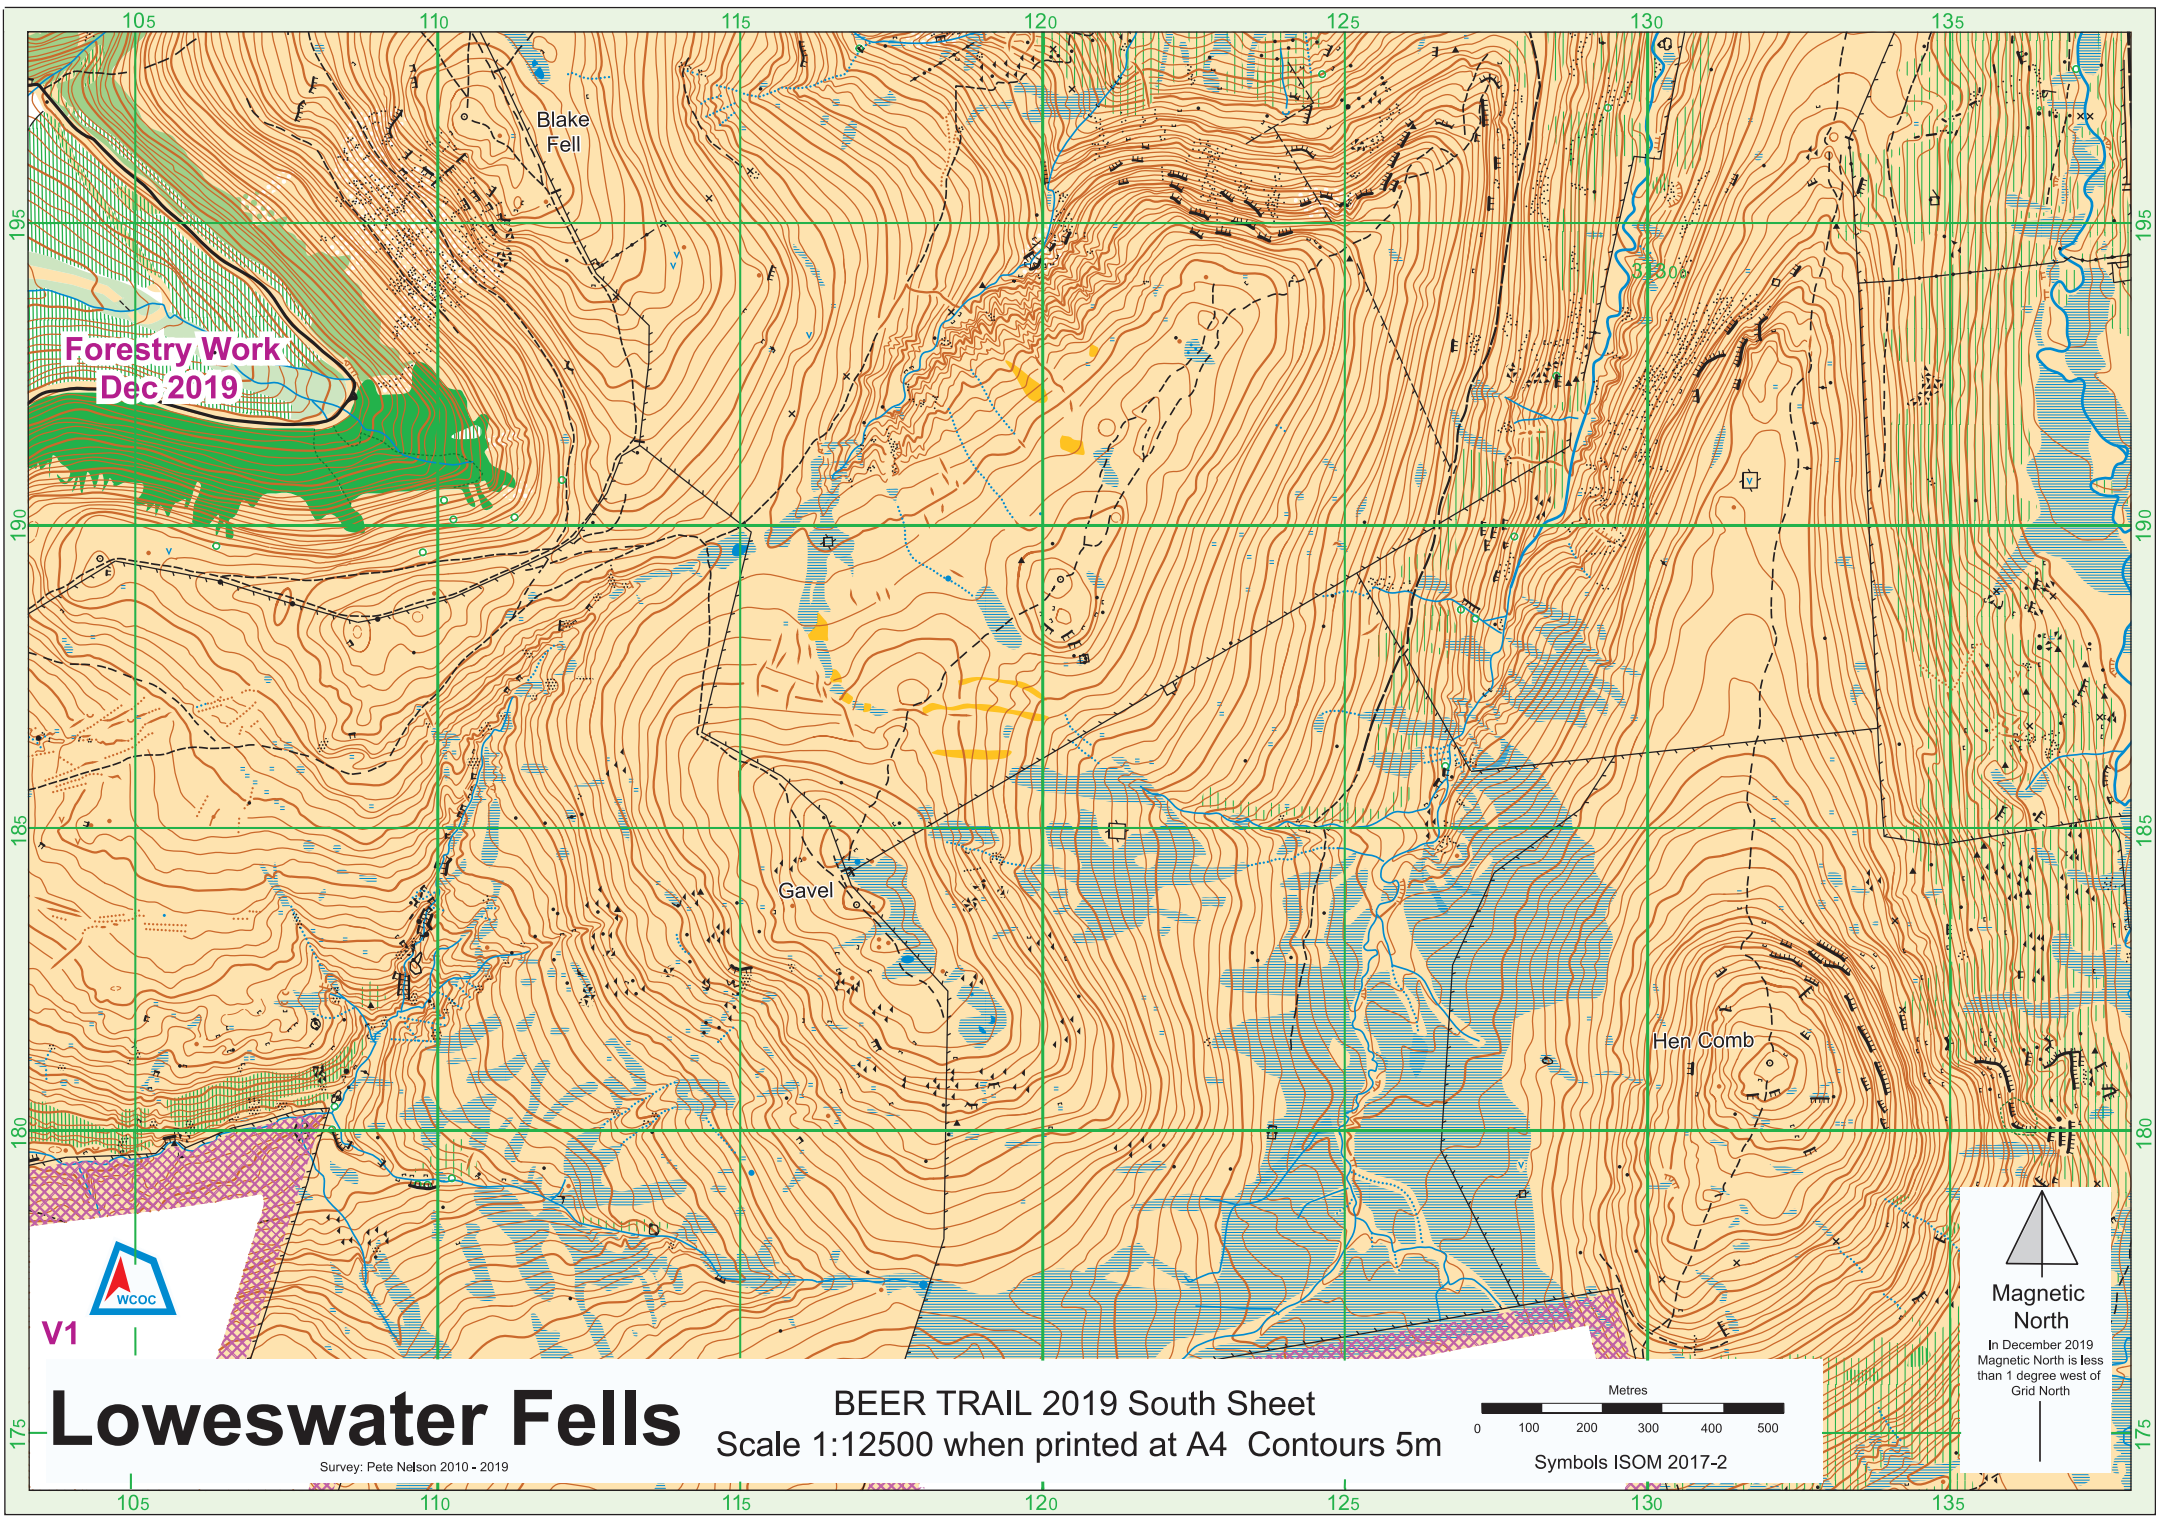 105 110 115 120 125 130 135
Blake
Fell
195 195
31300
Forestry Work
Dec 2019
190 190
185 185
Gavel
Hen Comb
180 180
WCOC
V1
Magnetic
North
In December 2019
Magnetic North is less
than 1 degree west of
Grid North
Loweswater Fells
Survey: Pete Nelson 2010 - 2019
BEER TRAIL 2019 South Sheet
Scale 1:12500 when printed at A4 Contours 5m
Metres
0 100 200 300 400 500
Symbols ISOM 2017-2
175 175
105 110 115 120 125 130 135